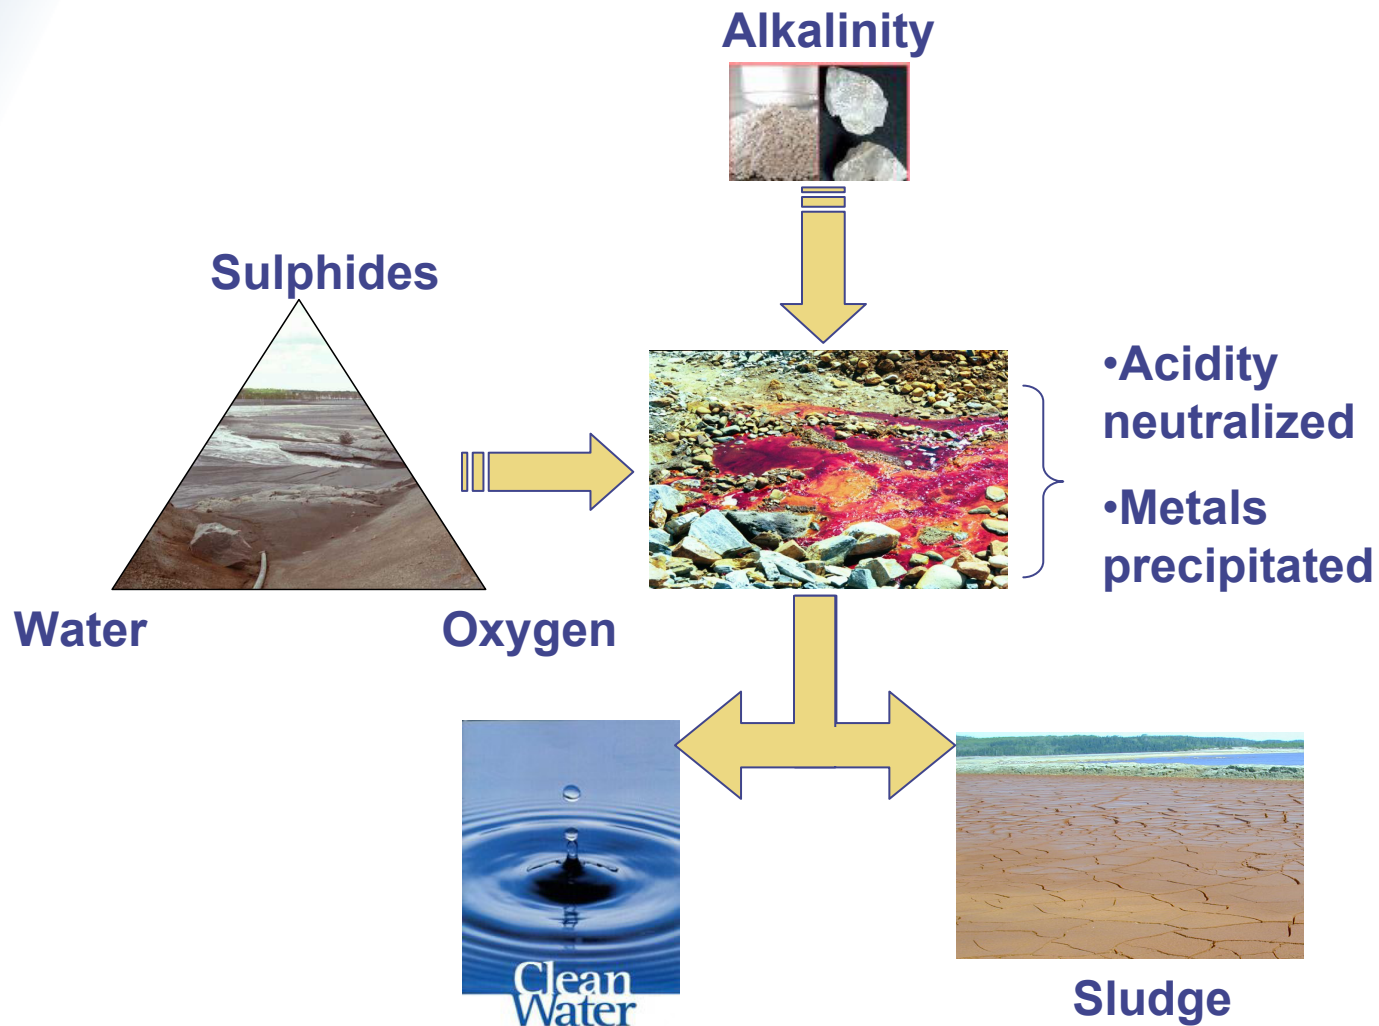 Alkalinity
Sulphides
Water
Oxygen
•Acidity
neutralized
•Metals
precipitated
Clean
Water
Sludge